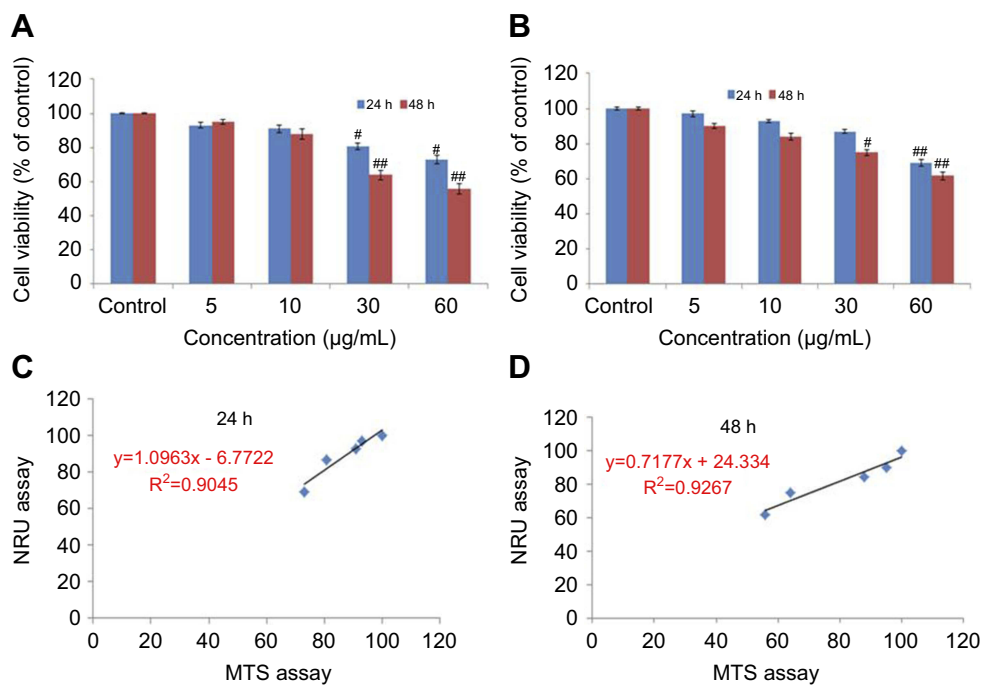 A
Cell viability (% of control)
120
100
80
60
40
20
0
24 h 48 h
# ## # ##
Control 5 10 30 60
Concentration (µg/mL)
B
Cell viability (% of control)
120
100
80
60
40
20
0
24 h 48 h
# ## ##
Control 5 10 30 60
Concentration (µg/mL)
C
NRU assay
120
100
80
60
40
20
0
24 h
y=1.0963x - 6.7722
R²=0.9045
0 20 40 60 80 100 120
MTS assay
D
NRU assay
120
100
80
60
40
20
0
48 h
y=0.7177x + 24.334
R²=0.9267
0 20 40 60 80 100 120
MTS assay